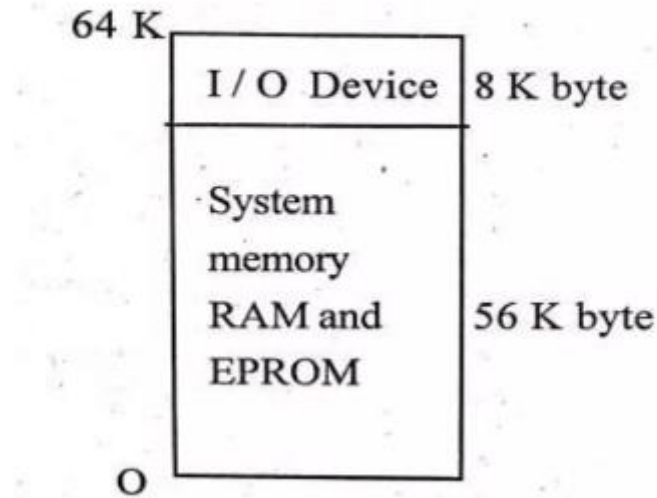 64 K
I / O Device 8 K byte
System
memory
RAM and 56 K byte
EPROM
O